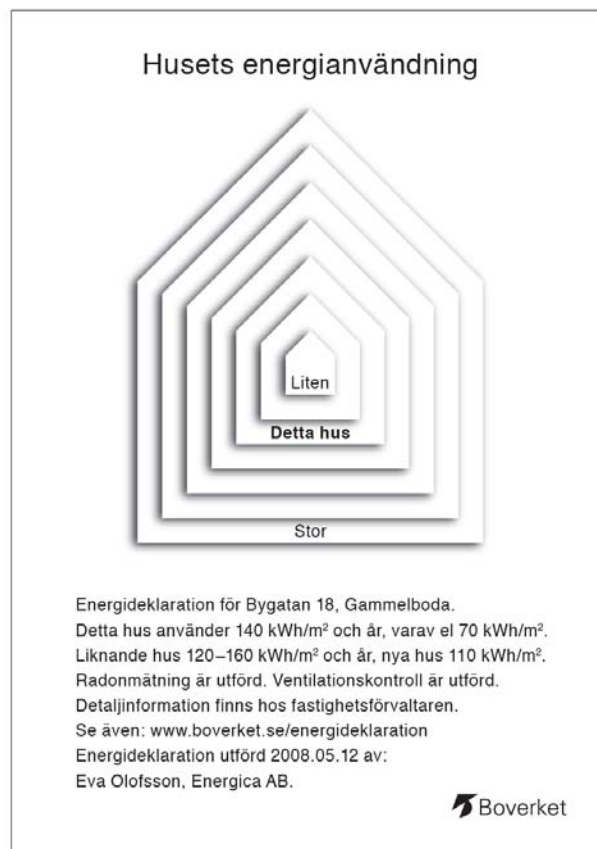 Husets energianvändning
Liten
Detta hus
Stor
Energideklaration för Bygatan 18, Gammelboda.
Detta hus använder 140 kWh/m² och år, varav el 70 kWh/m².
Liknande hus 120–160 kWh/m² och år, nya hus 110 kWh/m².
Radonmätning är utförd. Ventilationskontroll är utförd.
Detaljinformation finns hos fastighetsförvaltaren.
Se även: www.boverket.se/energideklaration
Energideklaration utförd 2008.05.12 av:
Eva Olofsson, Energica AB.
Boverket